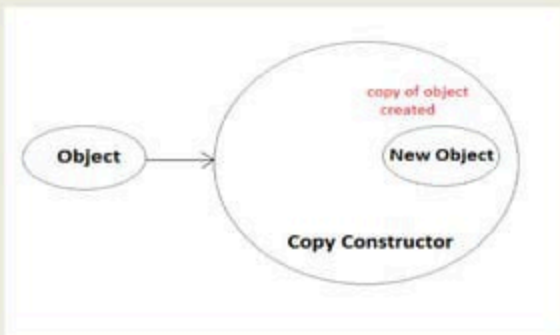 copy of object
created
Object
New Object
Copy Constructor